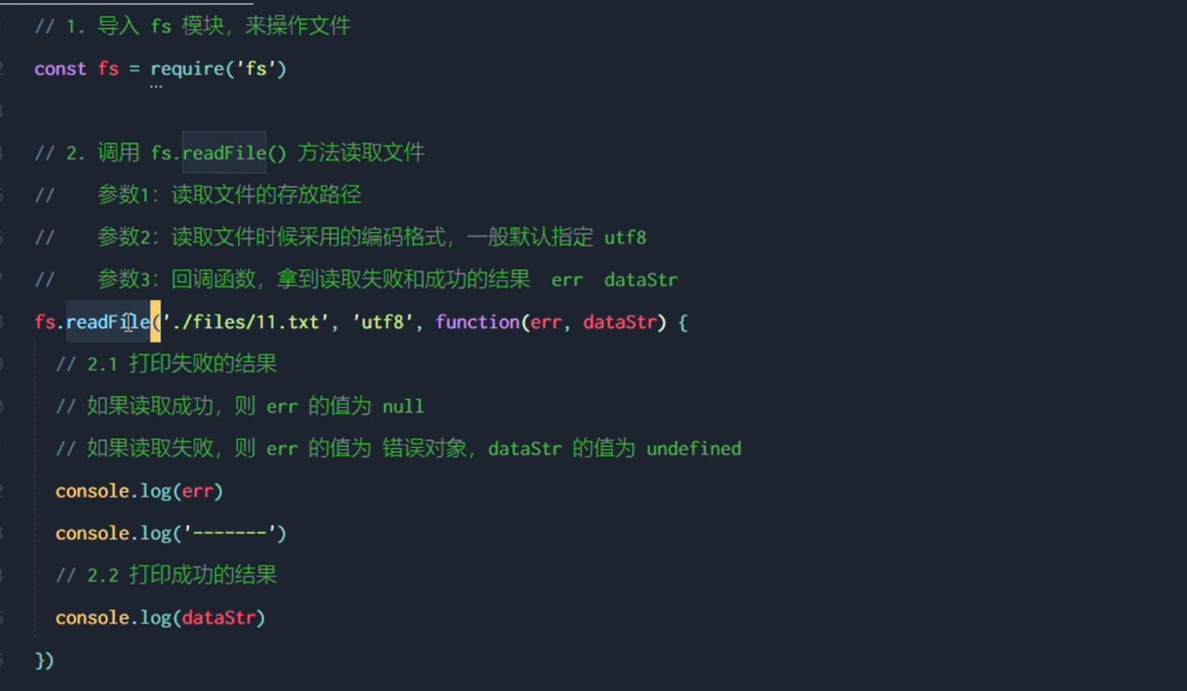 // 1. 导入 fs 模块，来操作文件
const fs = require('fs')
// 2. 调用 fs.readFile() 方法读取文件
//    参数1：读取文件的存放路径
//    参数2：读取文件时候采用的编码格式，一般默认指定 utf8
//    参数3：回调函数，拿到读取失败和成功的结果  err  dataStr
fs.readFile('./files/11.txt', 'utf8', function(err, dataStr) {
  // 2.1 打印失败的结果
  // 如果读取成功，则 err 的值为 null
  // 如果读取失败，则 err 的值为 错误对象，dataStr 的值为 undefined
  console.log(err)
  console.log('-------')
  // 2.2 打印成功的结果
  console.log(dataStr)
})